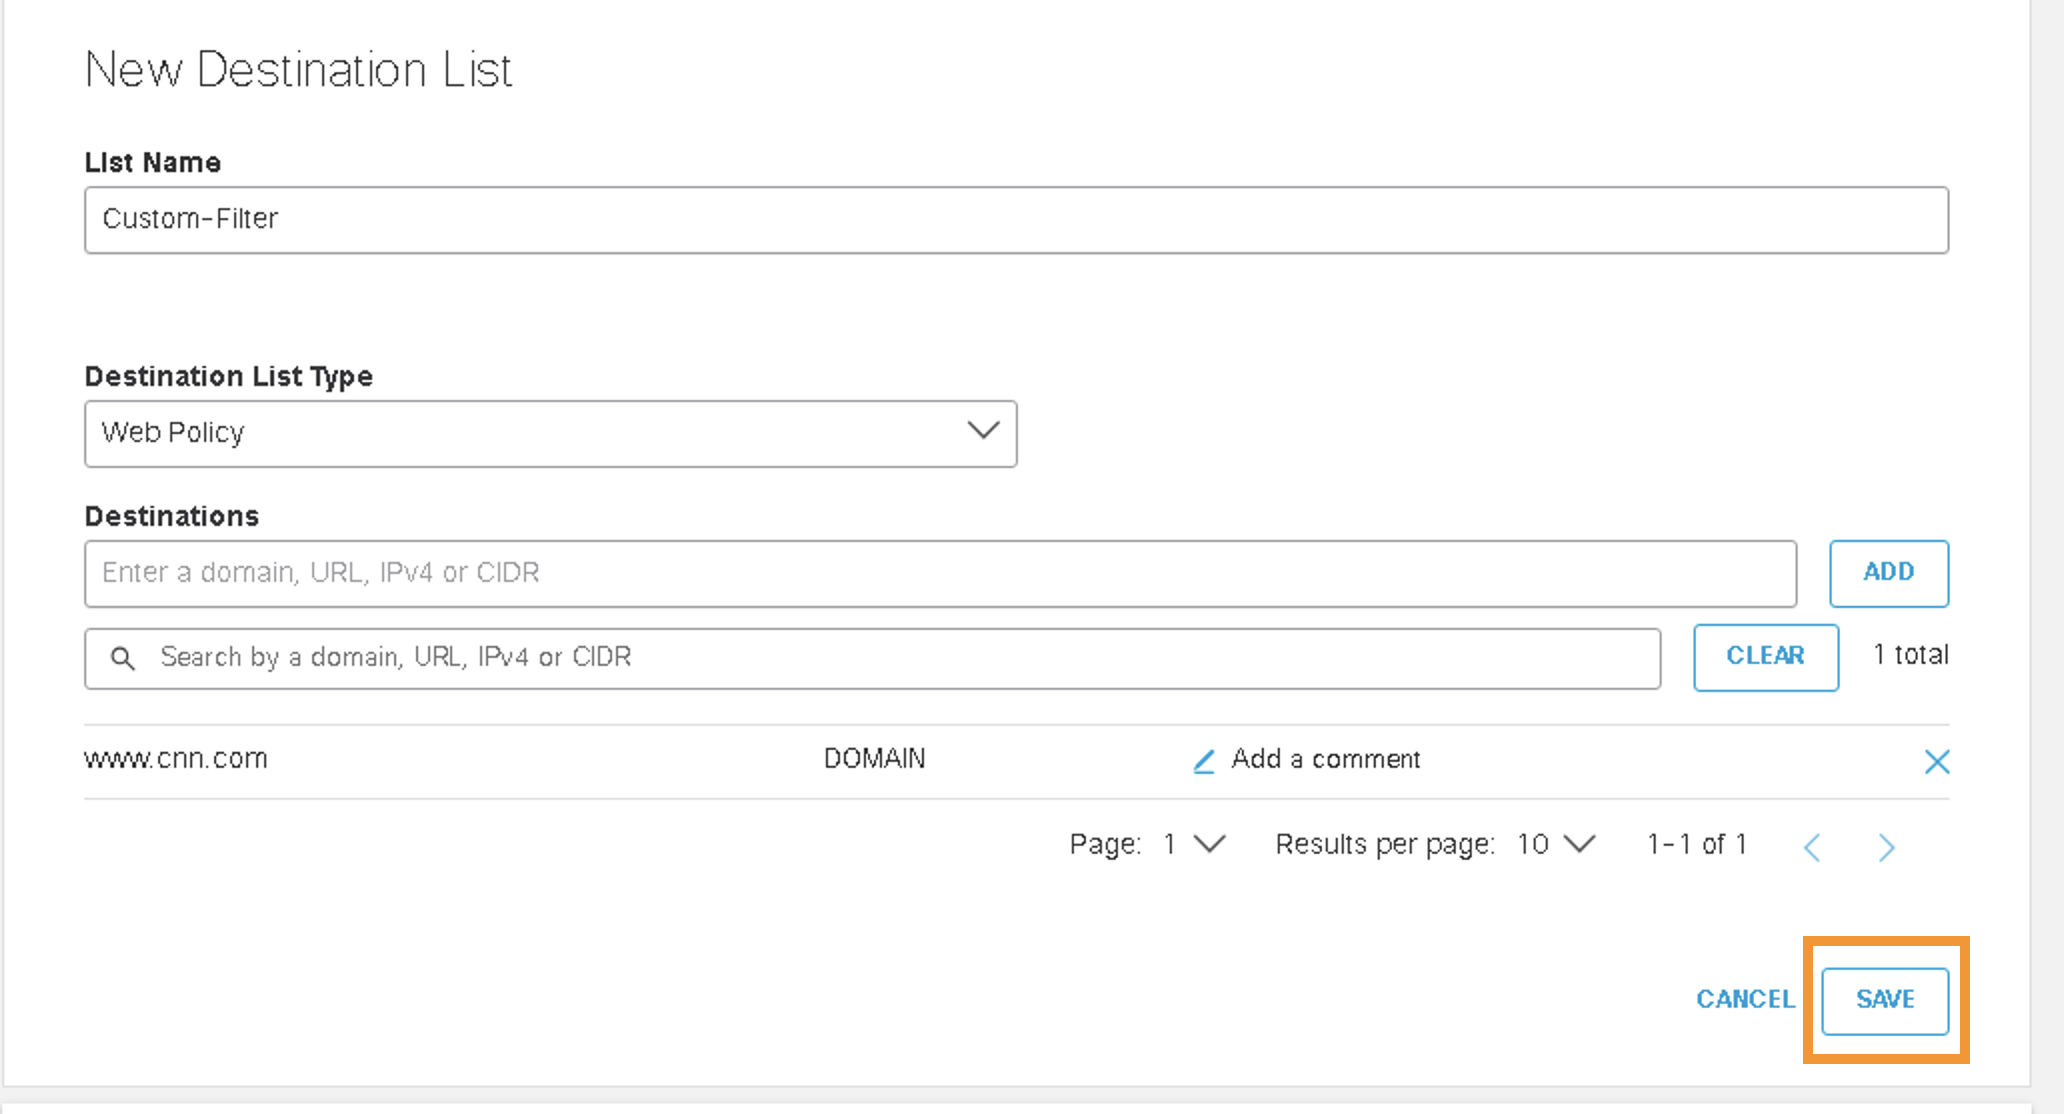 New Destination List
List Name
Custom-Filter
Destination List Type
Web Policy
Destinations
Enter a domain, URL, IPv4 or CIDR
ADD
Search by a domain, URL, IPv4 or CIDR
CLEAR
1 total
www.cnn.com DOMAIN Add a comment
Page: 1 Results per page: 10 1-1 of 1
CANCEL SAVE